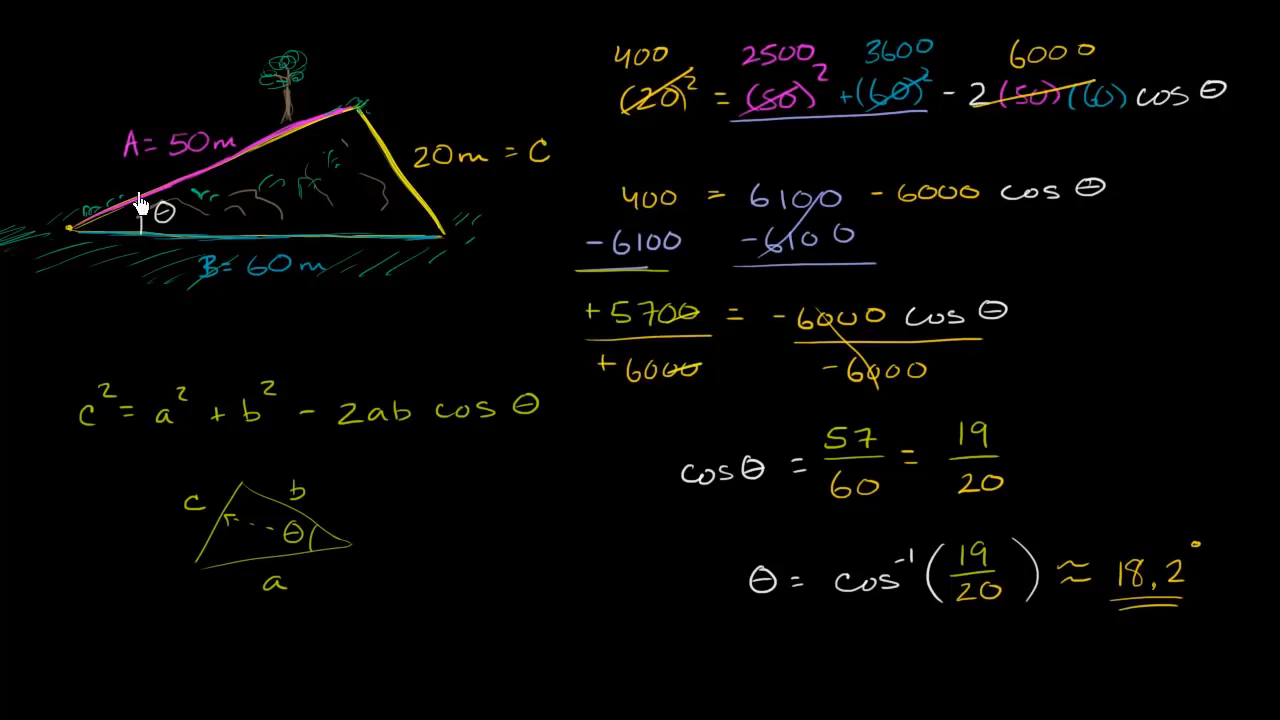 A = 50m
20m = C
θ
B = 60m
c² = a² + b² - 2ab cos θ
c
b
θ
a
400 2500 3600 6000
(20)² = (50)² + (60)² - 2 (50) (60) cos θ
400 = 6100 - 6000 cos θ
- 6100 - 6100
+ 5700 = - 6000 cos θ
+ 6000 - 6000
cos θ = 57/60 = 19/20
θ = cos⁻¹ (19/20) ≈ 18.2°